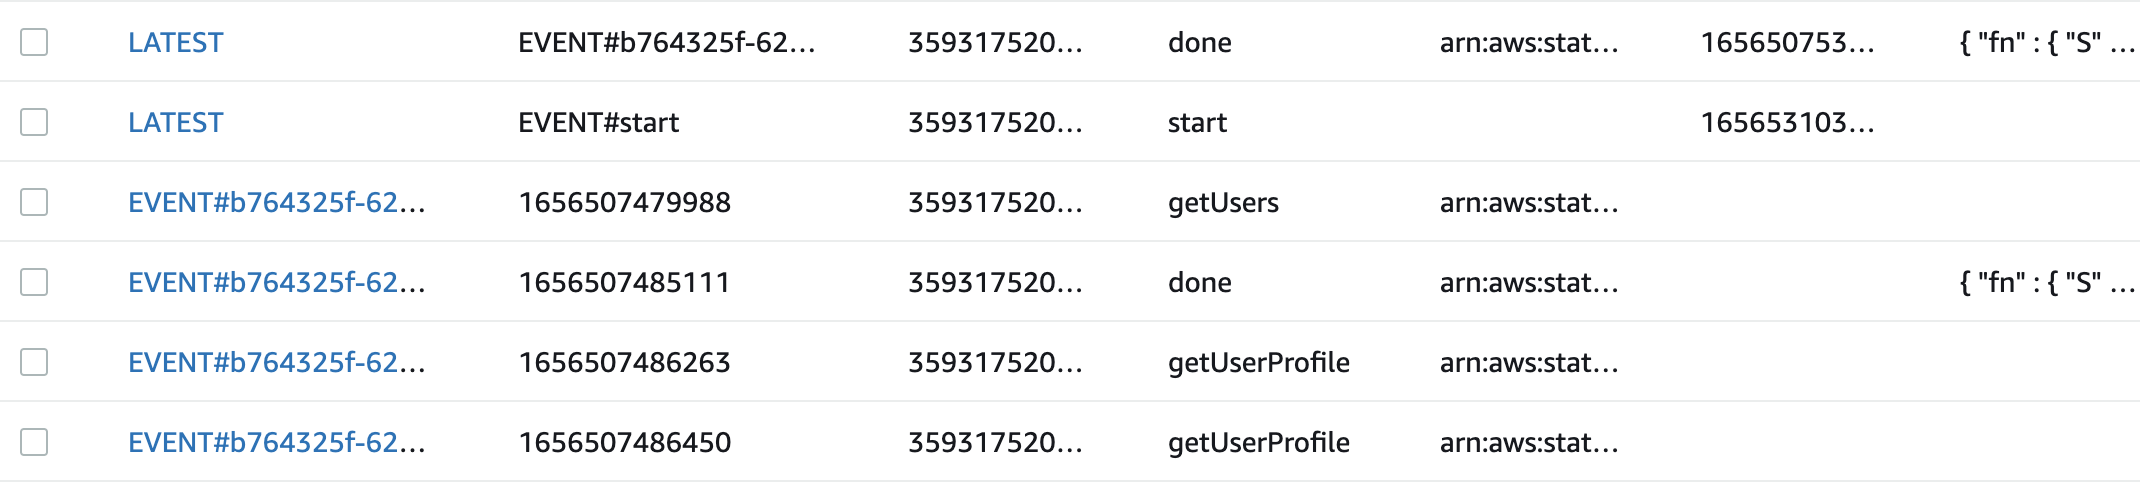 LATEST EVENT#b764325f-62... 359317520... done arn:aws:stat... 165650753... { "fn" : { "S" ...
LATEST EVENT#start 359317520... start 165653103...
EVENT#b764325f-62... 1656507479988 359317520... getUsers arn:aws:stat...
EVENT#b764325f-62... 1656507485111 359317520... done arn:aws:stat... { "fn" : { "S" ...
EVENT#b764325f-62... 1656507486263 359317520... getUserProfile arn:aws:stat...
EVENT#b764325f-62... 1656507486450 359317520... getUserProfile arn:aws:stat...